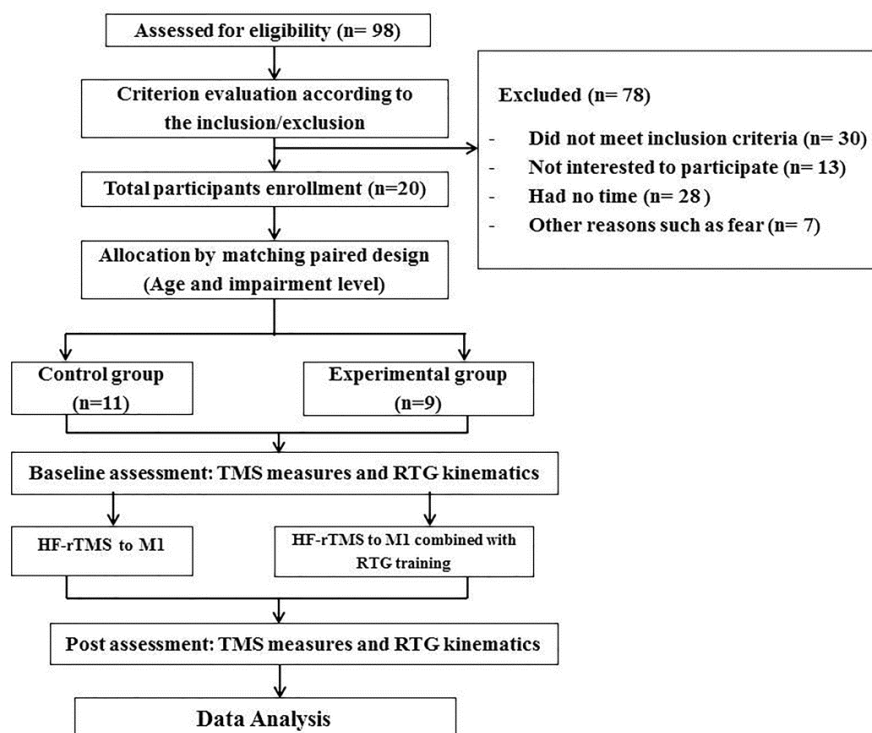 Assessed for eligibility (n= 98)
Criterion evaluation according to
the inclusion/exclusion
Excluded (n= 78)
- Did not meet inclusion criteria (n= 30)
- Not interested to participate (n= 13)
- Had no time (n= 28 )
- Other reasons such as fear (n= 7)
Total participants enrollment (n=20)
Allocation by matching paired design
(Age and impairment level)
Control group
(n=11)
Experimental group
(n=9)
Baseline assessment: TMS measures and RTG kinematics
HF-rTMS to M1
HF-rTMS to M1 combined with
RTG training
Post assessment: TMS measures and RTG kinematics
Data Analysis